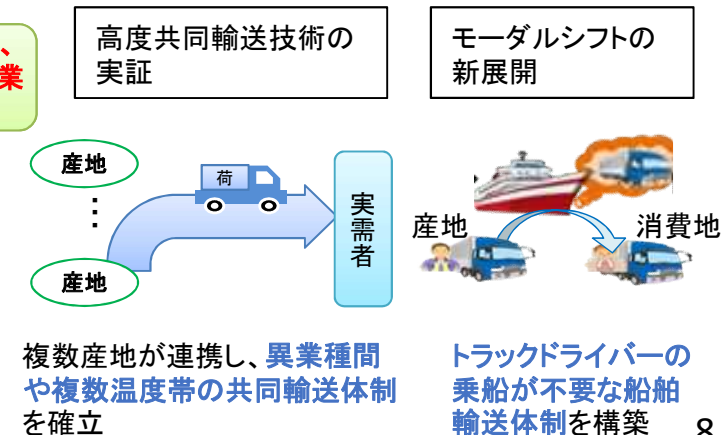 、
業
高度共同輸送技術の
実証
モーダルシフトの
新展開
産地
⋮
産地
荷
実需者
産地
消費地
複数産地が連携し、異業種間
や複数温度帯の共同輸送体制
を確立
トラックドライバーの
乗船が不要な船舶
輸送体制を構築
8